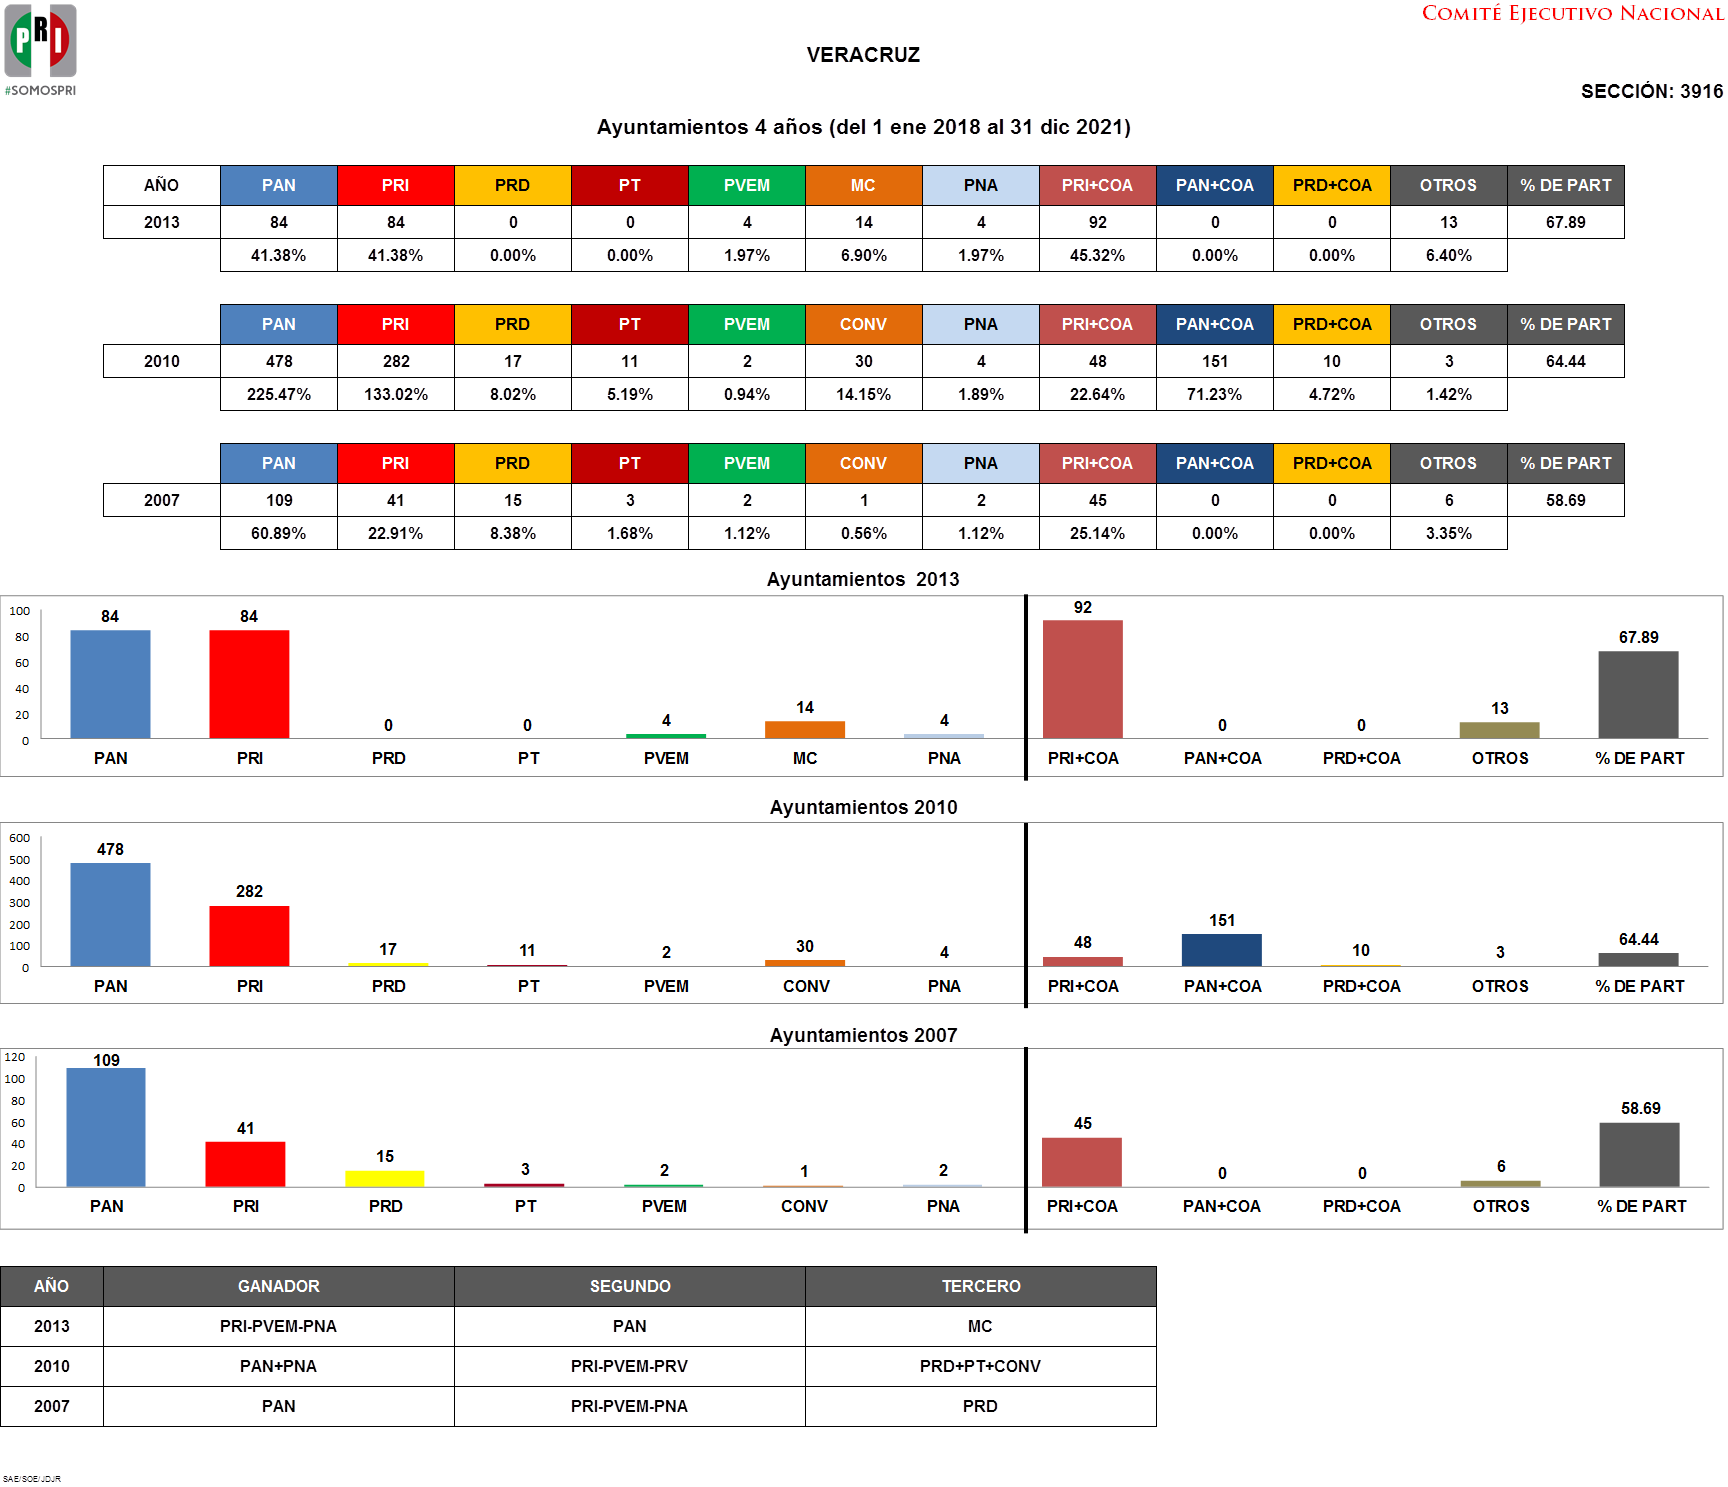 PRI
#SOMOSPRI
COMITÉ EJECUTIVO NACIONAL
VERACRUZ
SECCIÓN: 3916
Ayuntamientos 4 años (del 1 ene 2018 al 31 dic 2021)
AÑO PAN PRI PRD PT PVEM MC PNA PRI+COA PAN+COA PRD+COA OTROS % DE PART
2013 84 84 0 0 4 14 4 92 0 0 13 67.89
41.38% 41.38% 0.00% 0.00% 1.97% 6.90% 1.97% 45.32% 0.00% 0.00% 6.40%
PAN PRI PRD PT PVEM CONV PNA PRI+COA PAN+COA PRD+COA OTROS % DE PART
2010 478 282 17 11 2 30 4 48 151 10 3 64.44
225.47% 133.02% 8.02% 5.19% 0.94% 14.15% 1.89% 22.64% 71.23% 4.72% 1.42%
PAN PRI PRD PT PVEM CONV PNA PRI+COA PAN+COA PRD+COA OTROS % DE PART
2007 109 41 15 3 2 1 2 45 0 0 6 58.69
60.89% 22.91% 8.38% 1.68% 1.12% 0.56% 1.12% 25.14% 0.00% 0.00% 3.35%
Ayuntamientos 2013
100
80
60
40
20
0
84 84 0 0 4 14 4 92 0 0 13 67.89
PAN PRI PRD PT PVEM MC PNA PRI+COA PAN+COA PRD+COA OTROS % DE PART
Ayuntamientos 2010
600
500
400
300
200
100
0
478 282 17 11 2 30 4 48 151 10 3 64.44
PAN PRI PRD PT PVEM CONV PNA PRI+COA PAN+COA PRD+COA OTROS % DE PART
Ayuntamientos 2007
120
100
80
60
40
20
0
109 41 15 3 2 1 2 45 0 0 6 58.69
PAN PRI PRD PT PVEM CONV PNA PRI+COA PAN+COA PRD+COA OTROS % DE PART
AÑO GANADOR SEGUNDO TERCERO
2013 PRI-PVEM-PNA PAN MC
2010 PAN+PNA PRI-PVEM-PRV PRD+PT+CONV
2007 PAN PRI-PVEM-PNA PRD
SAE/SOE/JDJR